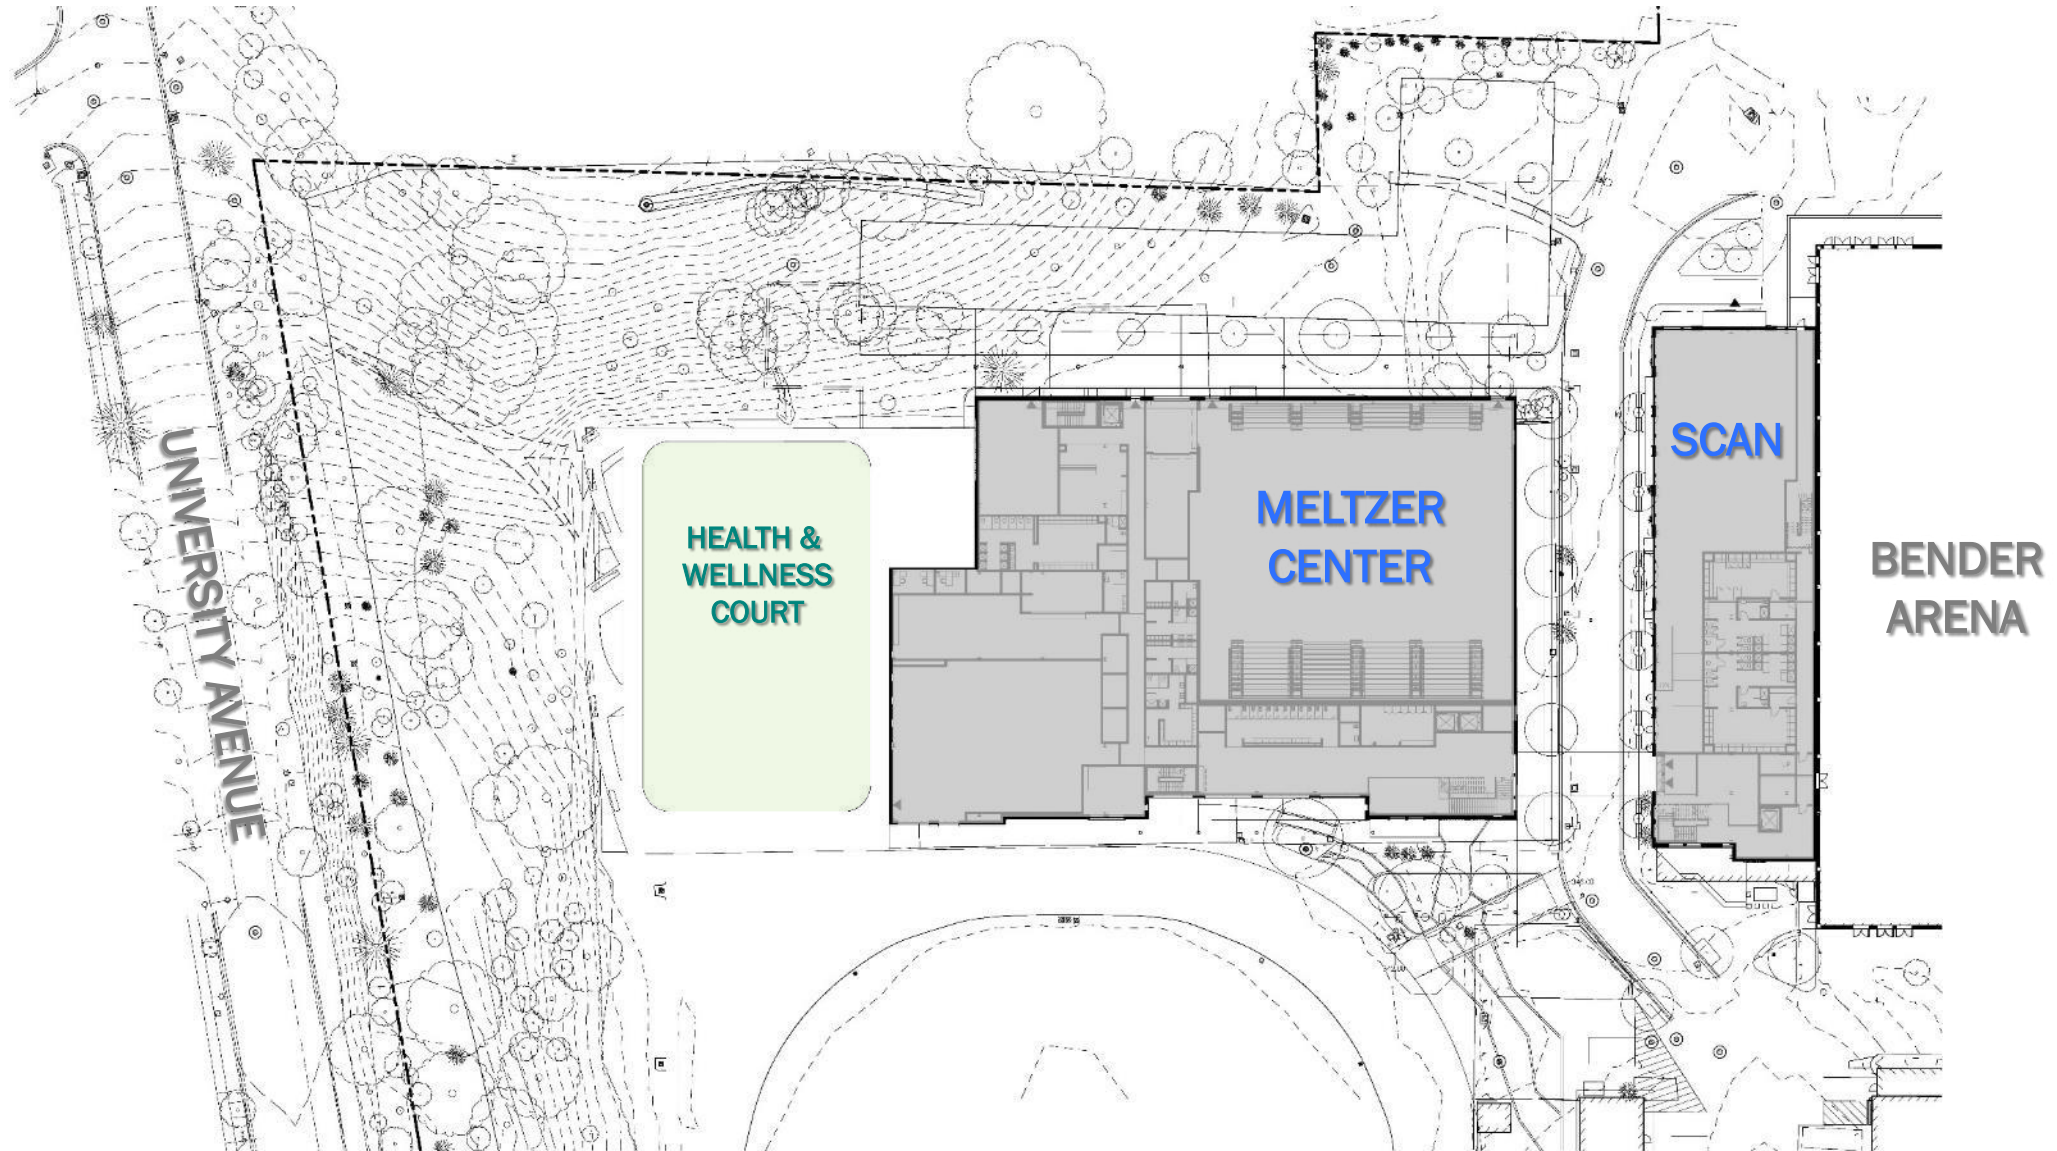 UNIVERSITY AVENUE
HEALTH &
WELLNESS
COURT
MELTZER
CENTER
SCAN
BENDER
ARENA